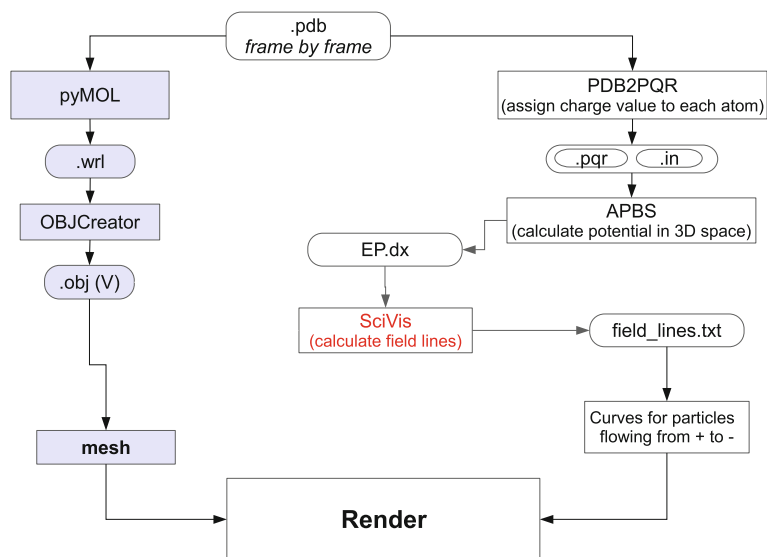 .pdb
frame by frame
pyMOL
.wrl
OBJCreator
.obj (V)
mesh
PDB2PQR
(assign charge value to each atom)
.pqr
.in
APBS
(calculate potential in 3D space)
EP.dx
SciVis
(calculate field lines)
field_lines.txt
Curves for particles
flowing from + to -
Render